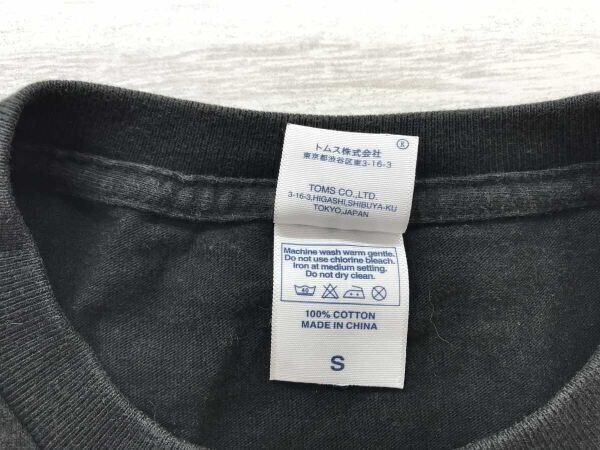 ®
トムス株式会社
東京都渋谷区東3-16-3
TOMS CO.,LTD.
3-16-3,HIGASHI,SHIBUYA-KU
TOKYO,JAPAN
Machine wash warm gentle.
Do not use chlorine bleach.
Iron at medium setting.
Do not dry clean.
40
100% COTTON
MADE IN CHINA
S